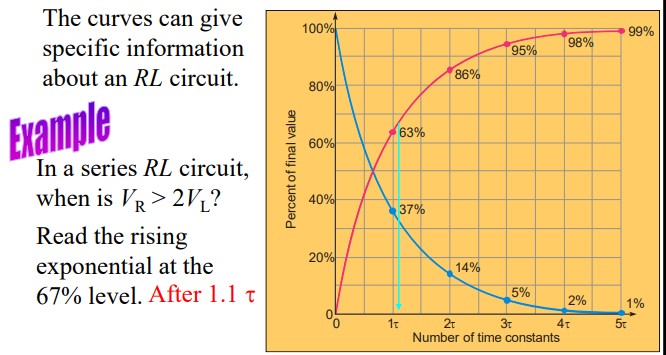 The curves can give
specific information
about an RL circuit.
Example
In a series RL circuit,
when is VR > 2VL?
Read the rising
exponential at the
67% level. After 1.1 τ
Percent of final value
100%
80%
60%
40%
20%
0
99%
98%
95%
86%
63%
37%
14%
5%
2%
1%
0 1τ 2τ 3τ 4τ 5τ
Number of time constants